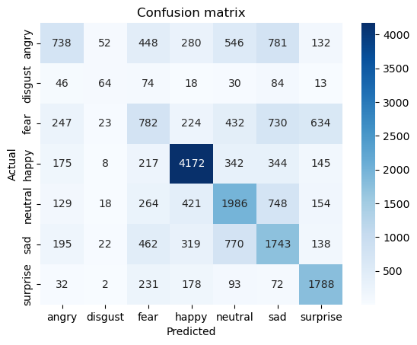 Confusion matrix
angry 738 52 448 280 546 781 132
disgust 46 64 74 18 30 84 13
fear 247 23 782 224 432 730 634
happy 175 8 217 4172 342 344 145
neutral 129 18 264 421 1986 748 154
sad 195 22 462 319 770 1743 138
surprise 32 2 231 178 93 72 1788
angry disgust fear happy neutral sad surprise
Predicted
Actual
4000
3500
3000
2500
2000
1500
1000
500